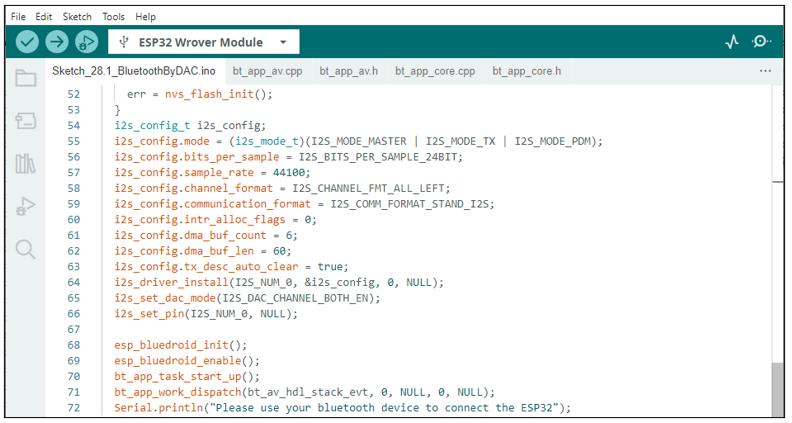 File Edit Sketch Tools Help
ESP32 Wrover Module
Sketch_28.1_BluetoothByDAC.ino bt_app_av.cpp bt_app_av.h bt_app_core.cpp bt_app_core.h ...
52 err = nvs_flash_init();
53 }
54 i2s_config_t i2s_config;
55 i2s_config.mode = (i2s_mode_t)(I2S_MODE_MASTER | I2S_MODE_TX | I2S_MODE_PDM);
56 i2s_config.bits_per_sample = I2S_BITS_PER_SAMPLE_24BIT;
57 i2s_config.sample_rate = 44100;
58 i2s_config.channel_format = I2S_CHANNEL_FMT_ALL_LEFT;
59 i2s_config.communication_format = I2S_COMM_FORMAT_STAND_I2S;
60 i2s_config.intr_alloc_flags = 0;
61 i2s_config.dma_buf_count = 6;
62 i2s_config.dma_buf_len = 60;
63 i2s_config.tx_desc_auto_clear = true;
64 i2s_driver_install(I2S_NUM_0, &i2s_config, 0, NULL);
65 i2s_set_dac_mode(I2S_DAC_CHANNEL_BOTH_EN);
66 i2s_set_pin(I2S_NUM_0, NULL);
67
68 esp_bluedroid_init();
69 esp_bluedroid_enable();
70 bt_app_task_start_up();
71 bt_app_work_dispatch(bt_av_hdl_stack_evt, 0, NULL, 0, NULL);
72 Serial.println("Please use your bluetooth device to connect the ESP32");